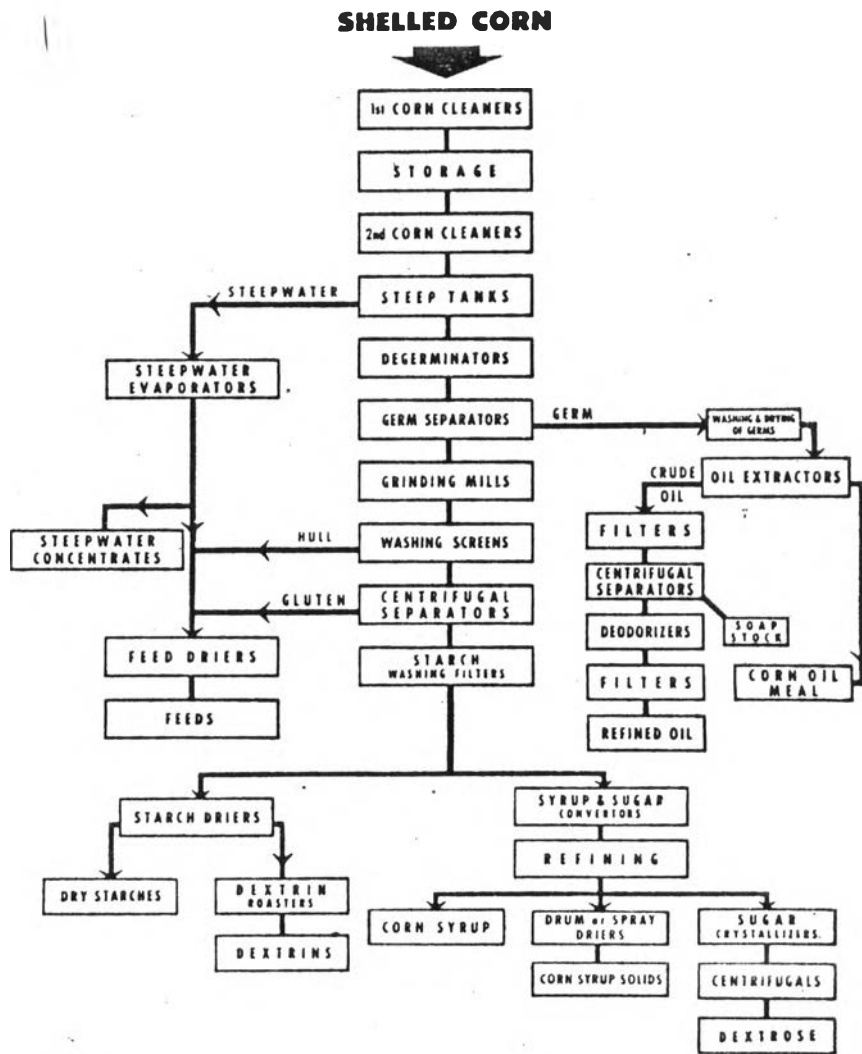 SHELLED CORN
1st CORN CLEANERS
STORAGE
2nd CORN CLEANERS
STEEPWATER
STEEP TANKS
DEGERMINATORS
STEEPWATER
EVAPORATORS
GERM SEPARATORS
GERM
WASHING & DRYING
OF GERMS
GRINDING MILLS
CRUDE
OIL
OIL EXTRACTORS
STEEPWATER
CONCENTRATES
HULL
WASHING SCREENS
FILTERS
GLUTEN
CENTRIFUGAL
SEPARATORS
CENTRIFUGAL
SEPARATORS
SOAP
STOCK
FEED DRIERS
STARCH
WASHING FILTERS
DEODORIZERS
FILTERS
CORN OIL
MEAL
FEEDS
REFINED OIL
STARCH DRIERS
SYRUP & SUGAR
CONVERTORS
REFINING
DRY STARCHES
DEXTRIN
ROASTERS
CORN SYRUP
DRUM or SPRAY
DRIERS
SUGAR
CRYSTALLIZERS.
DEXTRINS
CORN SYRUP SOLIDS
CENTRIFUGALS
DEXTROSE